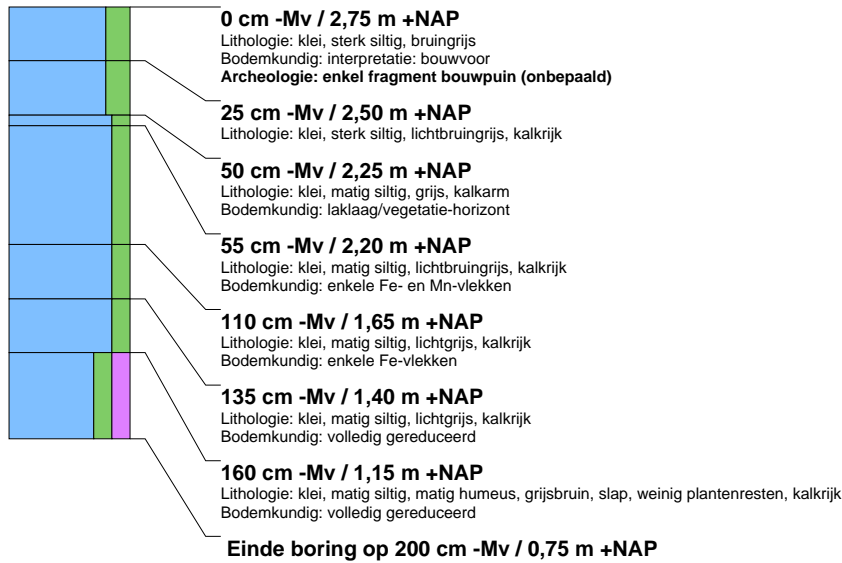 0 cm -Mv / 2,75 m +NAP
Lithologie: klei, sterk siltig, bruingrijs
Bodemkundig: interpretatie: bouwvoor
Archeologie: enkel fragment bouwpuin (onbepaald)
25 cm -Mv / 2,50 m +NAP
Lithologie: klei, sterk siltig, lichtbruingrijs, kalkrijk
50 cm -Mv / 2,25 m +NAP
Lithologie: klei, matig siltig, grijs, kalkarm
Bodemkundig: laklaag/vegetatie-horizont
55 cm -Mv / 2,20 m +NAP
Lithologie: klei, matig siltig, lichtbruingrijs, kalkrijk
Bodemkundig: enkele Fe- en Mn-vlekken
110 cm -Mv / 1,65 m +NAP
Lithologie: klei, matig siltig, lichtgrijs, kalkrijk
Bodemkundig: enkele Fe-vlekken
135 cm -Mv / 1,40 m +NAP
Lithologie: klei, matig siltig, lichtgrijs, kalkrijk
Bodemkundig: volledig gereduceerd
160 cm -Mv / 1,15 m +NAP
Lithologie: klei, matig siltig, matig humeus, grijsbruin, slap, weinig plantenresten, kalkrijk
Bodemkundig: volledig gereduceerd
Einde boring op 200 cm -Mv / 0,75 m +NAP